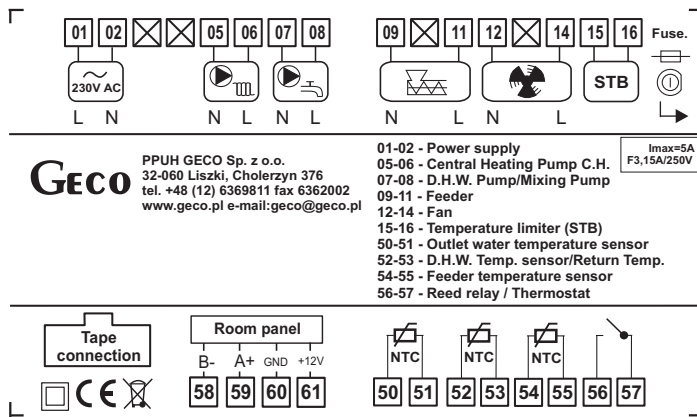 01 02 05 06 07 08 09 11 12 14 15 16 Fuse.
230V AC STB
L N N L N L N L N L
GECO
PPUH GECO Sp. z o.o.
32-060 Liszki, Cholerzyn 376
tel. +48 (12) 6369811 fax 6362002
www.geco.pl e-mail:geco@geco.pl
01-02 - Power supply
05-06 - Central Heating Pump C.H.
07-08 - D.H.W. Pump/Mixing Pump
09-11 - Feeder
12-14 - Fan
15-16 - Temperature limiter (STB)
50-51 - Outlet water temperature sensor
52-53 - D.H.W. Temp. sensor/Return Temp.
54-55 - Feeder temperature sensor
56-57 - Reed relay / Thermostat
Imax=5A
F3,15A/250V
Tape
connection
CE
Room panel
B- A+ GND +12V
58 59 60 61
NTC NTC NTC
50 51 52 53 54 55 56 57